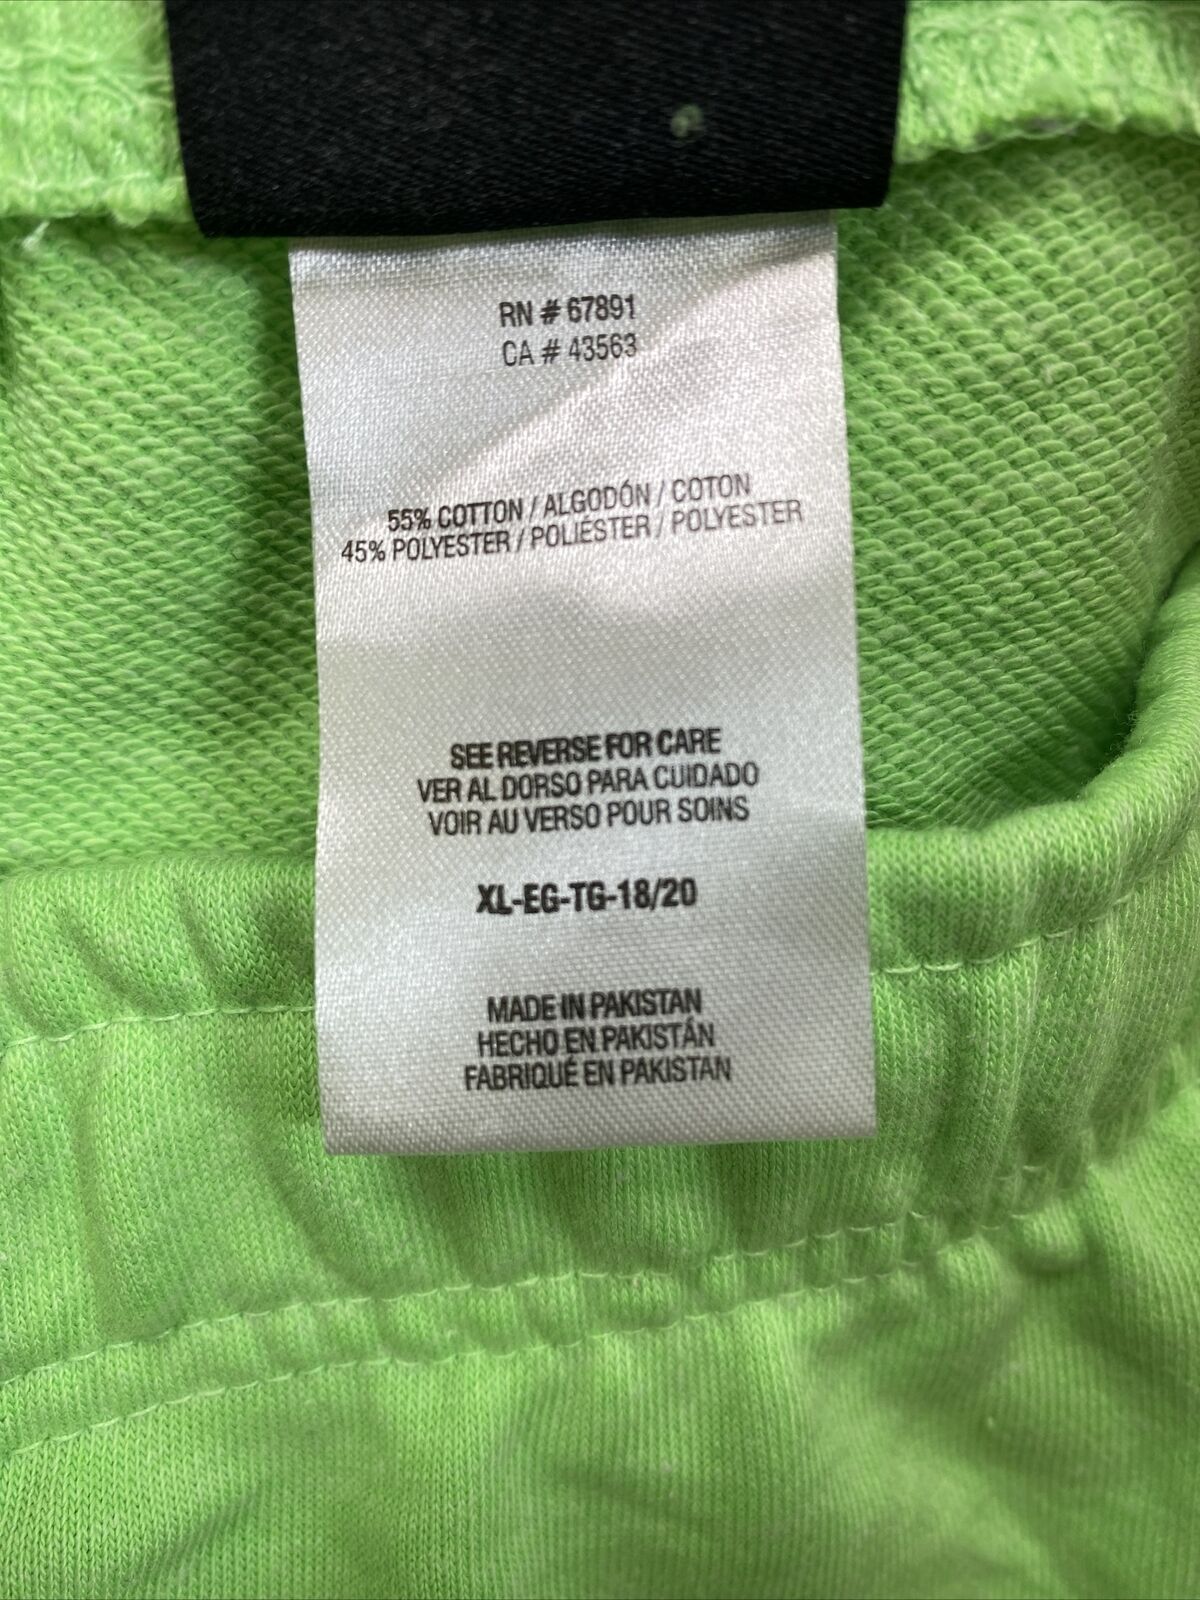 RN # 67891
CA # 43563
55% COTTON / ALGODÓN / COTON
45% POLYESTER / POLIÉSTER / POLYESTER
SEE REVERSE FOR CARE
VER AL DORSO PARA CUIDADO
VOIR AU VERSO POUR SOINS
XL-EG-TG-18/20
MADE IN PAKISTAN
HECHO EN PAKISTÁN
FABRIQUÉ EN PAKISTAN